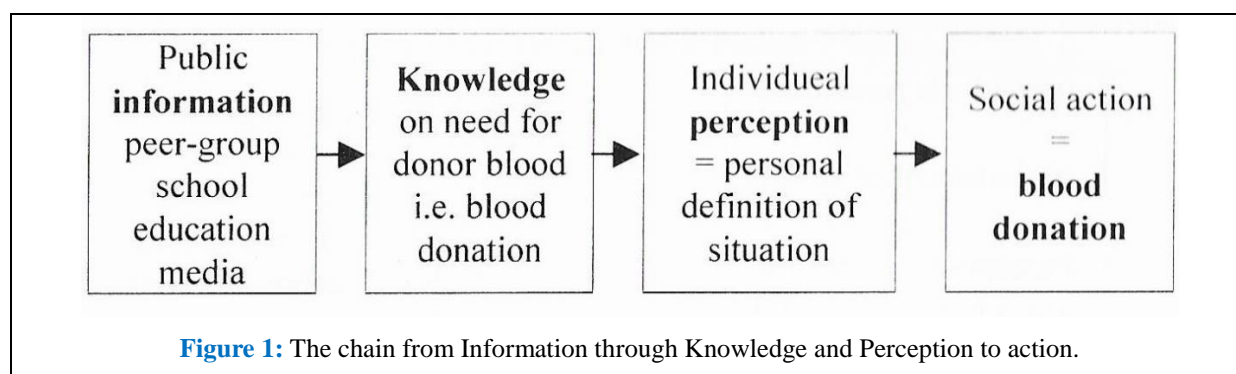 Public
information
peer-group
school
education
media
Knowledge
on need for
donor blood
i.e. blood
donation
Individueal
perception
= personal
definition of
situation
Social action
=
blood
donation
Figure 1: The chain from Information through Knowledge and Perception to action.